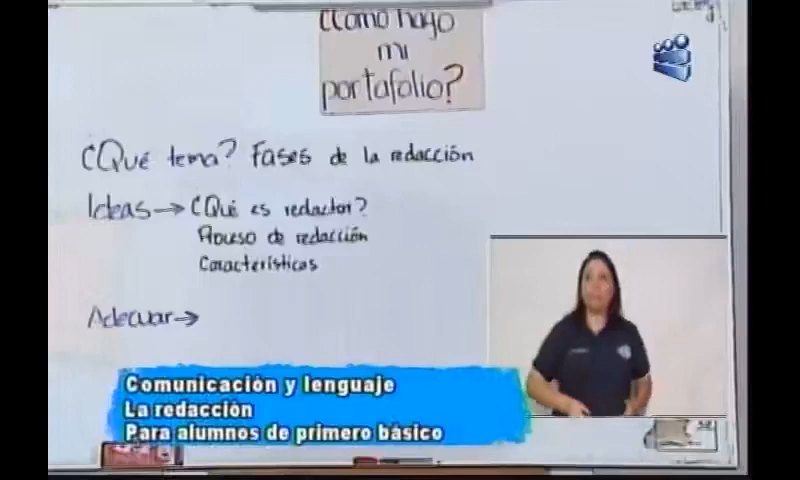 ¿Cómo hago
mi
portafolio?
¿Qué tema? Fases de la redacción
Ideas → ¿Qué es redactar?
Proceso de redacción
Características
Adecuar →
Comunicación y lenguaje
La redacción
Para alumnos de primero básico